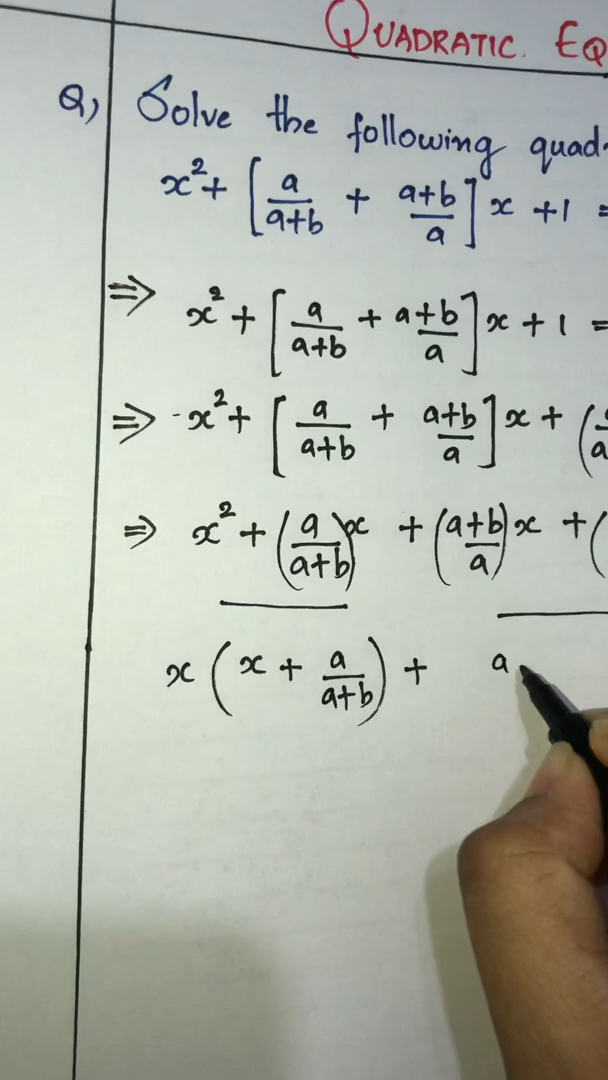 QUADRATIC. EQ
Q) Solve the following quad
x² + [a/(a+b) + (a+b)/a] x + 1 =
⇒ x² + [a/(a+b) + (a+b)/a] x + 1 =
⇒ x² + [a/(a+b) + (a+b)/a] x + (
⇒ x² + (a/(a+b)) x + ((a+b)/a) x + (
x (x + a/(a+b)) + a